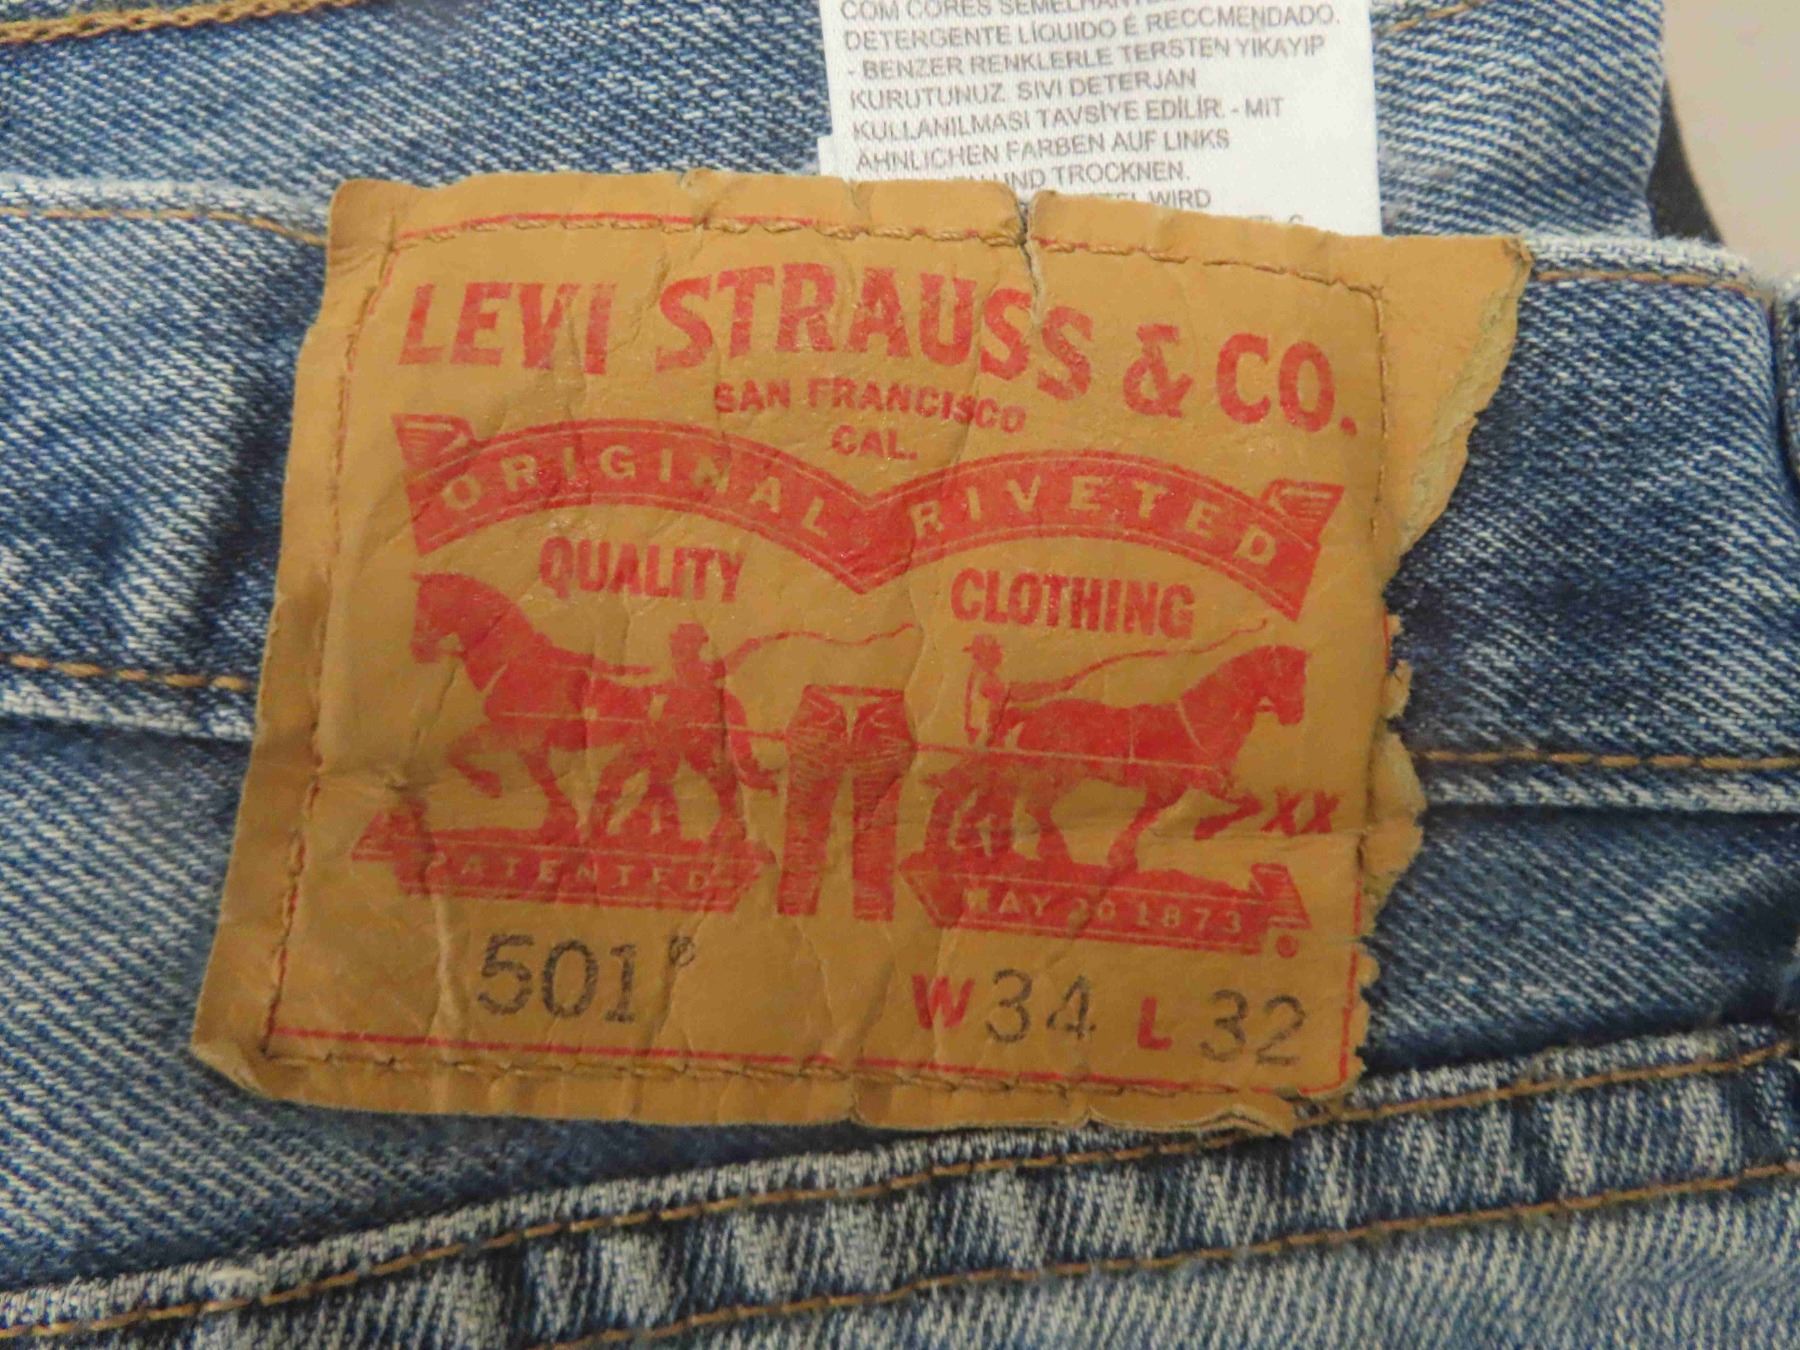 COM CORES
DETERGENTE LÍQUIDO É RECCMENDADO.
- BENZER RENKLERLE TERSTEN YIKAYIP
KURUTUNUZ. SIVI DETERJAN
KULLANILMASI TAVSİYE EDİLİR. - MIT
ÄHNLICHEN FARBEN AUF LINKS
UND TROCKNEN.
WIRD
LEVI STRAUSS & CO.
SAN FRANCISCO
CAL.
ORIGINAL RIVETED
QUALITY CLOTHING
XX
PATENTED MAY 20 1873
501® W34 L32